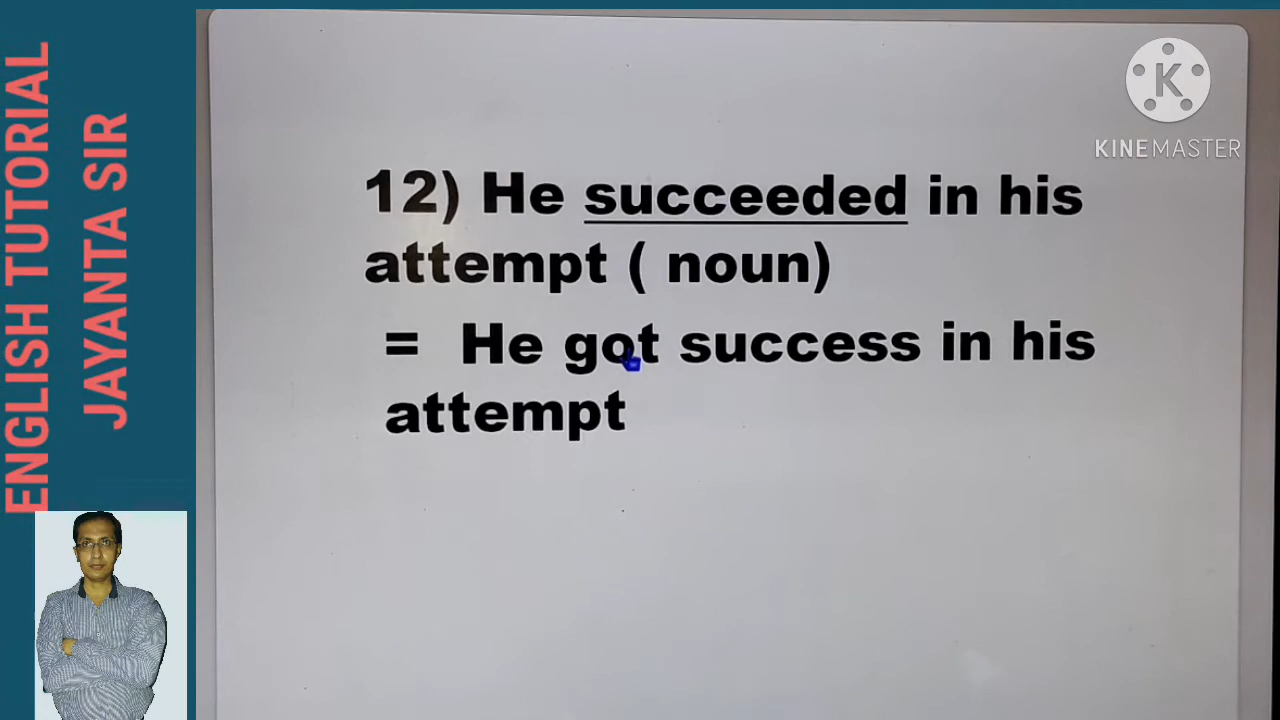 ENGLISH TUTORIAL
JAYANTA SIR
K
KINEMASTER
12) He succeeded in his
attempt ( noun)
= He got success in his
attempt